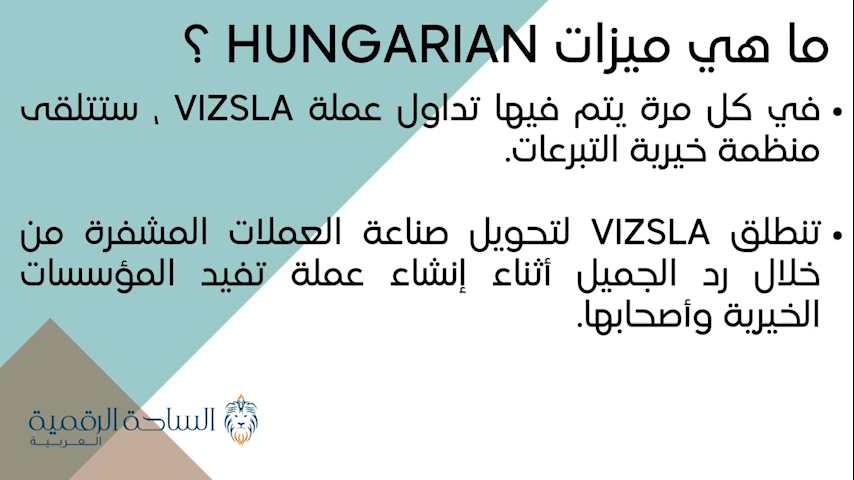 ما هي ميزات HUNGARIAN ؟
• في كل مرة يتم فيها تداول عملة VIZSLA ، ستتلقى
منظمة خيرية التبرعات.
• تنطلق VIZSLA لتحويل صناعة العملات المشفرة من
خلال رد الجميل أثناء إنشاء عملة تفيد المؤسسات
الخيرية وأصحابها.
الساحة الرقمية
العربية